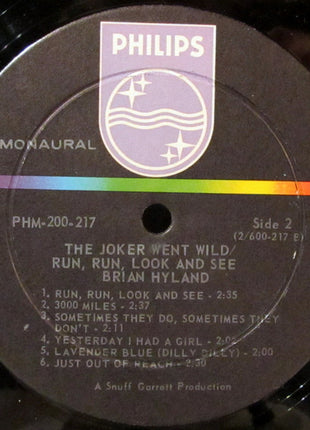 PHILIPS
MONAURAL
PHM-200-217
Side 2
(2/600-217 B)
THE JOKER WENT WILD/
RUN, RUN, LOOK AND SEE
BRIAN HYLAND
1. RUN, RUN, LOOK AND SEE - 2:35
2. 3000 MILES - 2:37
3. SOMETIMES THEY DO, SOMETIMES THEY
DON'T - 2:11
4. YESTERDAY I HAD A GIRL - 2:02
5. LAVENDER BLUE (DILLY DILLY) - 2:00
6. JUST OUT OF REACH - 2:30
A Snuff Garrett Production